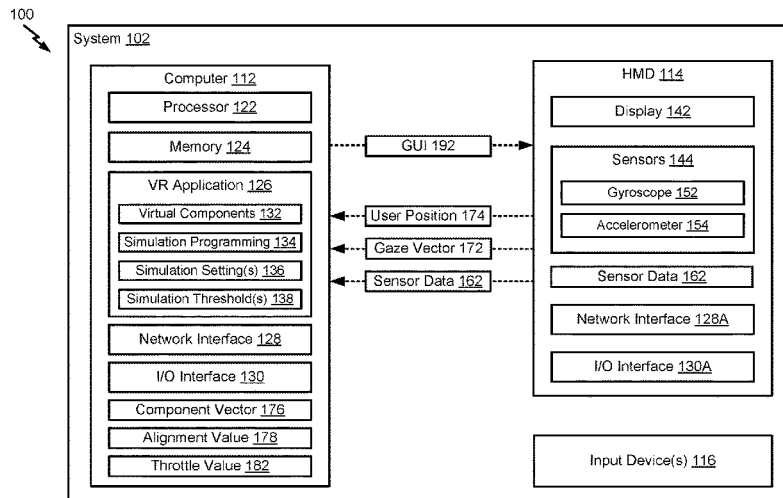 100
System 102
Computer 112
Processor 122
Memory 124
VR Application 126
Virtual Components 132
Simulation Programming 134
Simulation Setting(s) 136
Simulation Threshold(s) 138
Network Interface 128
I/O Interface 130
Component Vector 176
Alignment Value 178
Throttle Value 182
GUI 192
User Position 174
Gaze Vector 172
Sensor Data 162
HMD 114
Display 142
Sensors 144
Gyroscope 152
Accelerometer 154
Sensor Data 162
Network Interface 128A
I/O Interface 130A
Input Device(s) 116